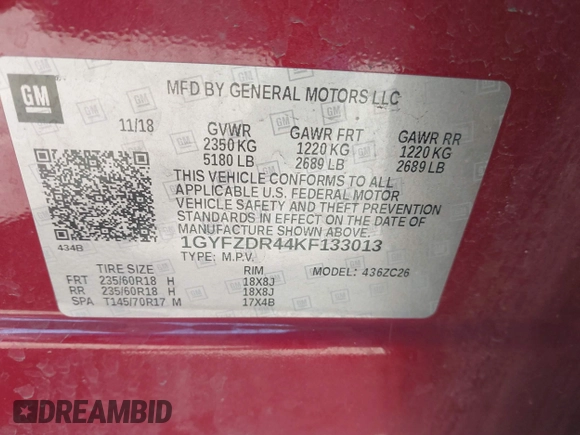 GM
MFD BY GENERAL MOTORS LLC
11/18 GVWR GAWR FRT GAWR RR
2350 KG 1220 KG 1220 KG
5180 LB 2689 LB 2689 LB
THIS VEHICLE CONFORMS TO ALL
APPLICABLE U.S. FEDERAL MOTOR
VEHICLE SAFETY AND THEFT PREVENTION
STANDARDS IN EFFECT ON THE DATE OF
MANUFACTURE SHOWN ABOVE.
434B
1GYFZDR44KF133013
TYPE: M.P.V. MODEL: 436ZC26
TIRE SIZE RIM
FRT 235/60R18 H 18X8J
RR 235/60R18 H 18X8J
SPA T145/70R17 M 17X4B
DREAMBID